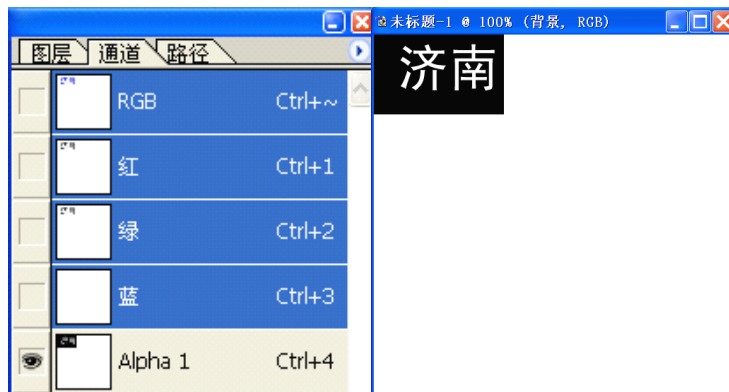 图层 通道 路径
RGB Ctrl+~
红 Ctrl+1
绿 Ctrl+2
蓝 Ctrl+3
Alpha 1 Ctrl+4
未标题-1 @ 100% (背景, RGB)
济南